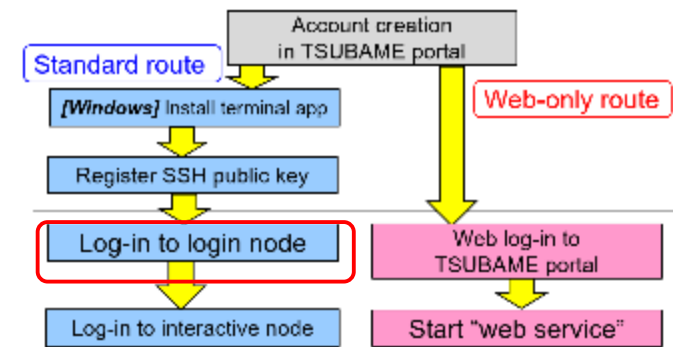 Account creation
in TSUBAME portal
Standard route
Web-only route
[Windows] Install terminal app
Register SSH public key
Log-in to login node
Web log-in to
TSUBAME portal
Log-in to interactive node
Start "web service"